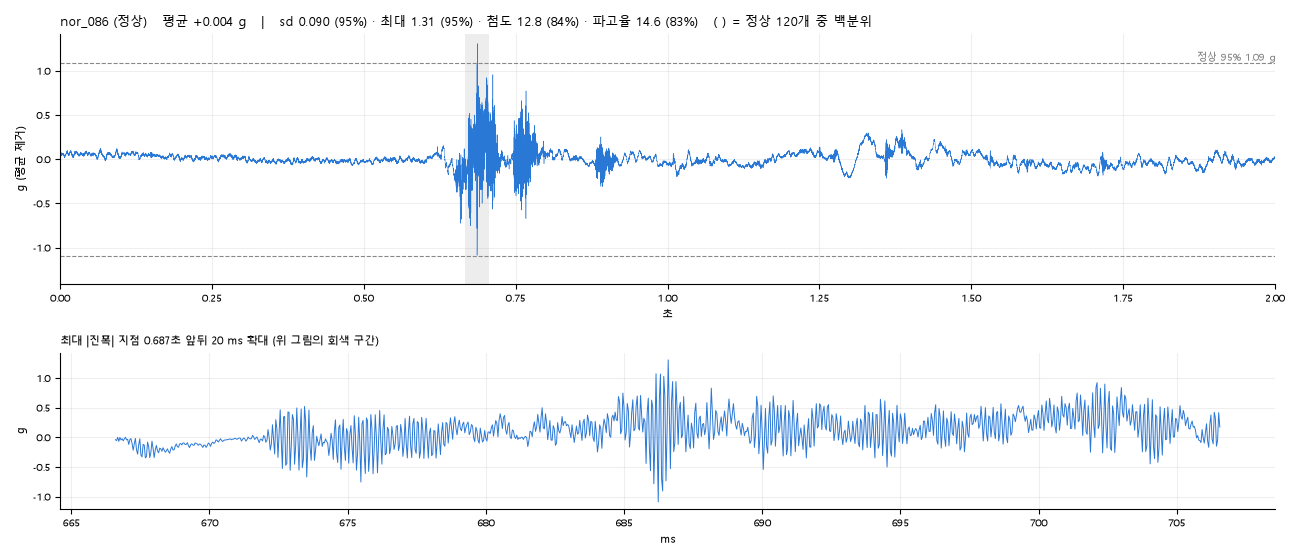 nor_086 (정상) 평균 +0.004 g | sd 0.090 (95%) · 최대 1.31 (95%) · 첨도 12.8 (84%) · 파고율 14.6 (83%) ( ) = 정상 120개 중 백분위
정상 95% 1.09 g
1.0
0.5
0.0
-0.5
-1.0
g (평균 제거)
0.00 0.25 0.50 0.75 1.00 1.25 1.50 1.75 2.00
초
최대 |진폭| 지점 0.687초 앞뒤 20 ms 확대 (위 그림의 회색 구간)
1.0
0.5
0.0
-0.5
-1.0
g
665 670 675 680 685 690 695 700 705
ms